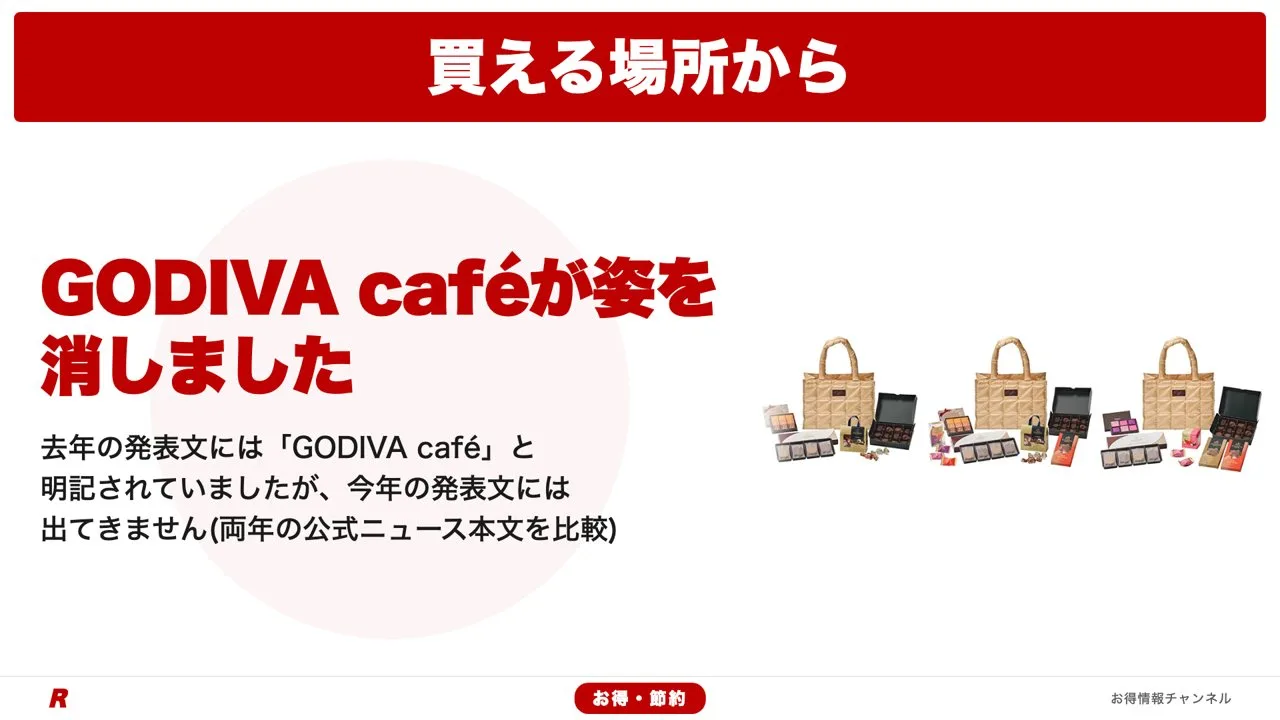 買える場所から
GODIVA caféが姿を
消しました
去年の発表文には「GODIVA café」と
明記されていましたが、今年の発表文には
出てきません(両年の公式ニュース本文を比較)
R
お得・節約
お得情報チャンネル